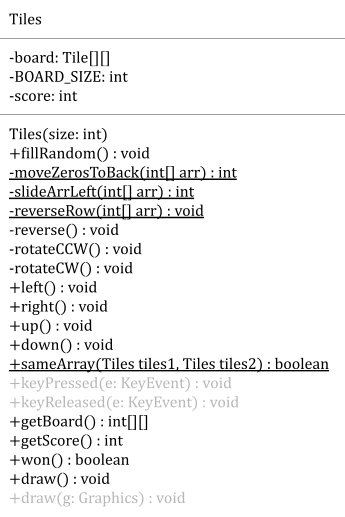 Tiles
-board: Tile[][]
-BOARD_SIZE: int
-score: int
Tiles(size: int)
+fillRandom() : void
-moveZerosToBack(int[] arr) : int
-slideArrLeft(int[] arr) : int
-reverseRow(int[] arr) : void
-reverse() : void
-rotateCCW() : void
-rotateCW() : void
+left() : void
+right() : void
+up() : void
+down() : void
+sameArray(Tiles tiles1, Tiles tiles2) : boolean
+keyPressed(e: KeyEvent) : void
+keyReleased(e: KeyEvent) : void
+getBoard() : int[][]
+getScore() : int
+won() : boolean
+draw() : void
+draw(g: Graphics) : void